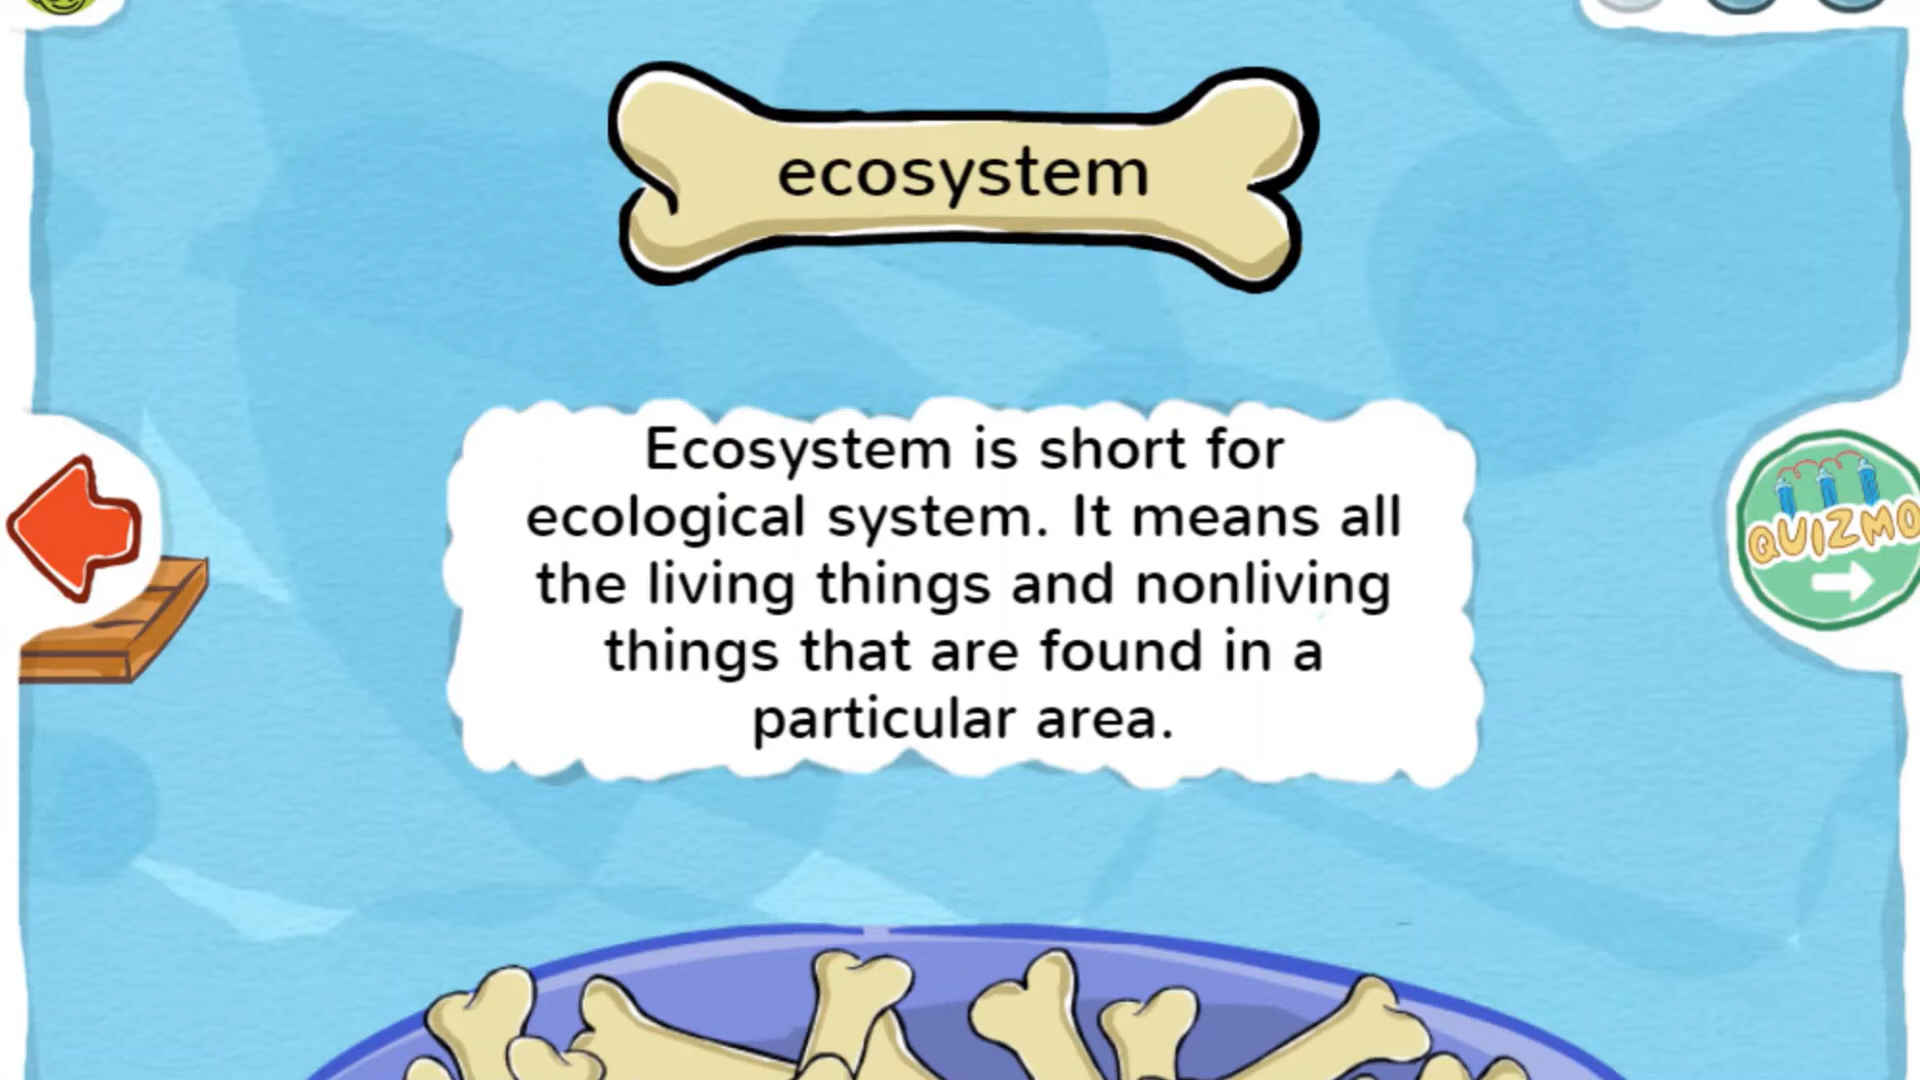 ecosystem
Ecosystem is short for
ecological system. It means all
the living things and nonliving
things that are found in a
particular area.
QUIZMO